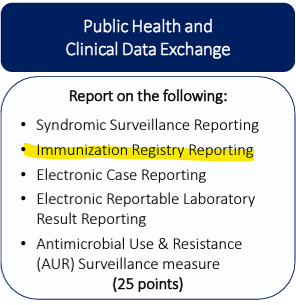 Public Health and
Clinical Data Exchange
Report on the following:
• Syndromic Surveillance Reporting
• Immunization Registry Reporting
• Electronic Case Reporting
• Electronic Reportable Laboratory
Result Reporting
• Antimicrobial Use & Resistance
(AUR) Surveillance measure
(25 points)